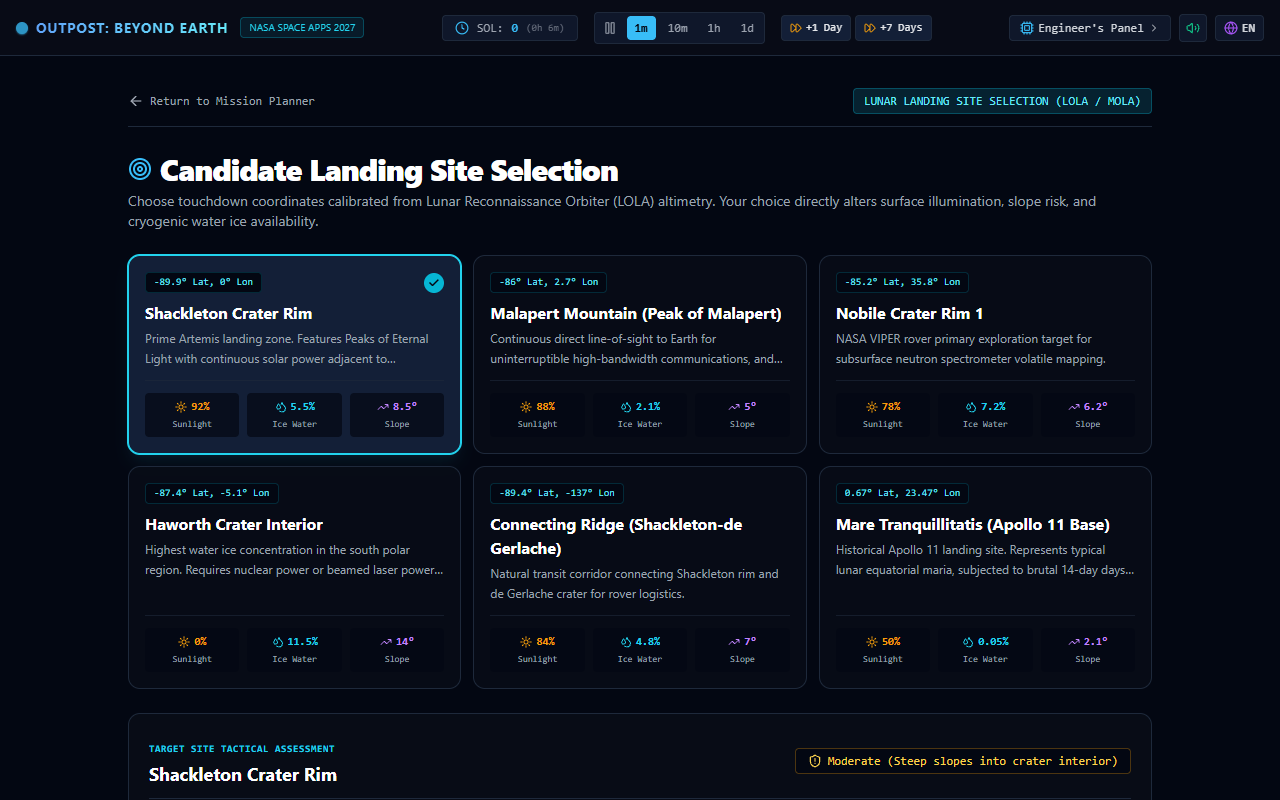 OUTPOST: BEYOND EARTH
NASA SPACE APPS 2027
SOL: 0 (0h 6m)
1m 10m 1h 1d
+1 Day
+7 Days
Engineer's Panel
EN
Return to Mission Planner
LUNAR LANDING SITE SELECTION (LOLA / MOLA)
Candidate Landing Site Selection
Choose touchdown coordinates calibrated from Lunar Reconnaissance Orbiter (LOLA) altimetry. Your choice directly alters surface illumination, slope risk, and
cryogenic water ice availability.
-89.9° Lat, 0° Lon
Shackleton Crater Rim
Prime Artemis landing zone. Features Peaks of Eternal
Light with continuous solar power adjacent to...
92%
Sunlight
5.5%
Ice Water
8.5°
Slope
-86° Lat, 2.7° Lon
Malapert Mountain (Peak of Malapert)
Continuous direct line-of-sight to Earth for
uninterruptible high-bandwidth communications, and...
88%
Sunlight
2.1%
Ice Water
5°
Slope
-85.2° Lat, 35.8° Lon
Nobile Crater Rim 1
NASA VIPER rover primary exploration target for
subsurface neutron spectrometer volatile mapping.
78%
Sunlight
7.2%
Ice Water
6.2°
Slope
-87.4° Lat, -5.1° Lon
Haworth Crater Interior
Highest water ice concentration in the south polar
region. Requires nuclear power or beamed laser power...
0%
Sunlight
11.5%
Ice Water
14°
Slope
-89.4° Lat, -137° Lon
Connecting Ridge (Shackleton-de
Gerlache)
Natural transit corridor connecting Shackleton rim and
de Gerlache crater for rover logistics.
84%
Sunlight
4.8%
Ice Water
7°
Slope
0.67° Lat, 23.47° Lon
Mare Tranquillitatis (Apollo 11 Base)
Historical Apollo 11 landing site. Represents typical
lunar equatorial maria, subjected to brutal 14-day days...
50%
Sunlight
0.05%
Ice Water
2.1°
Slope
TARGET SITE TACTICAL ASSESSMENT
Shackleton Crater Rim
Moderate (Steep slopes into crater interior)